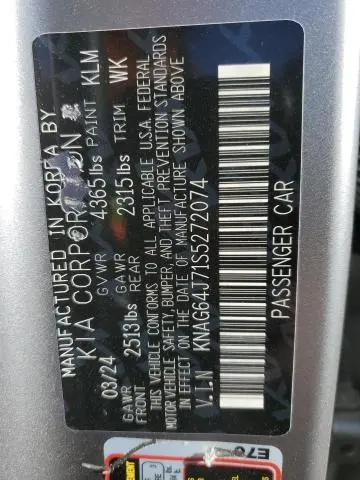 MANUFACTURED IN KOREA BY
KIA CORPORATION
03/24 GVWR 4365lbs PAINT KLM
GAWR FRONT 2513lbs GAWR REAR 2315lbs TRIM WK
THIS VEHICLE CONFORMS TO ALL APPLICABLE U.S.A. FEDERAL
MOTOR VEHICLE SAFETY, BUMPER, AND THEFT PREVENTION STANDARDS
IN EFFECT ON THE DATE OF MANUFACTURE SHOWN ABOVE
V.I.N KNAG64J71S5272074
PASSENGER CAR